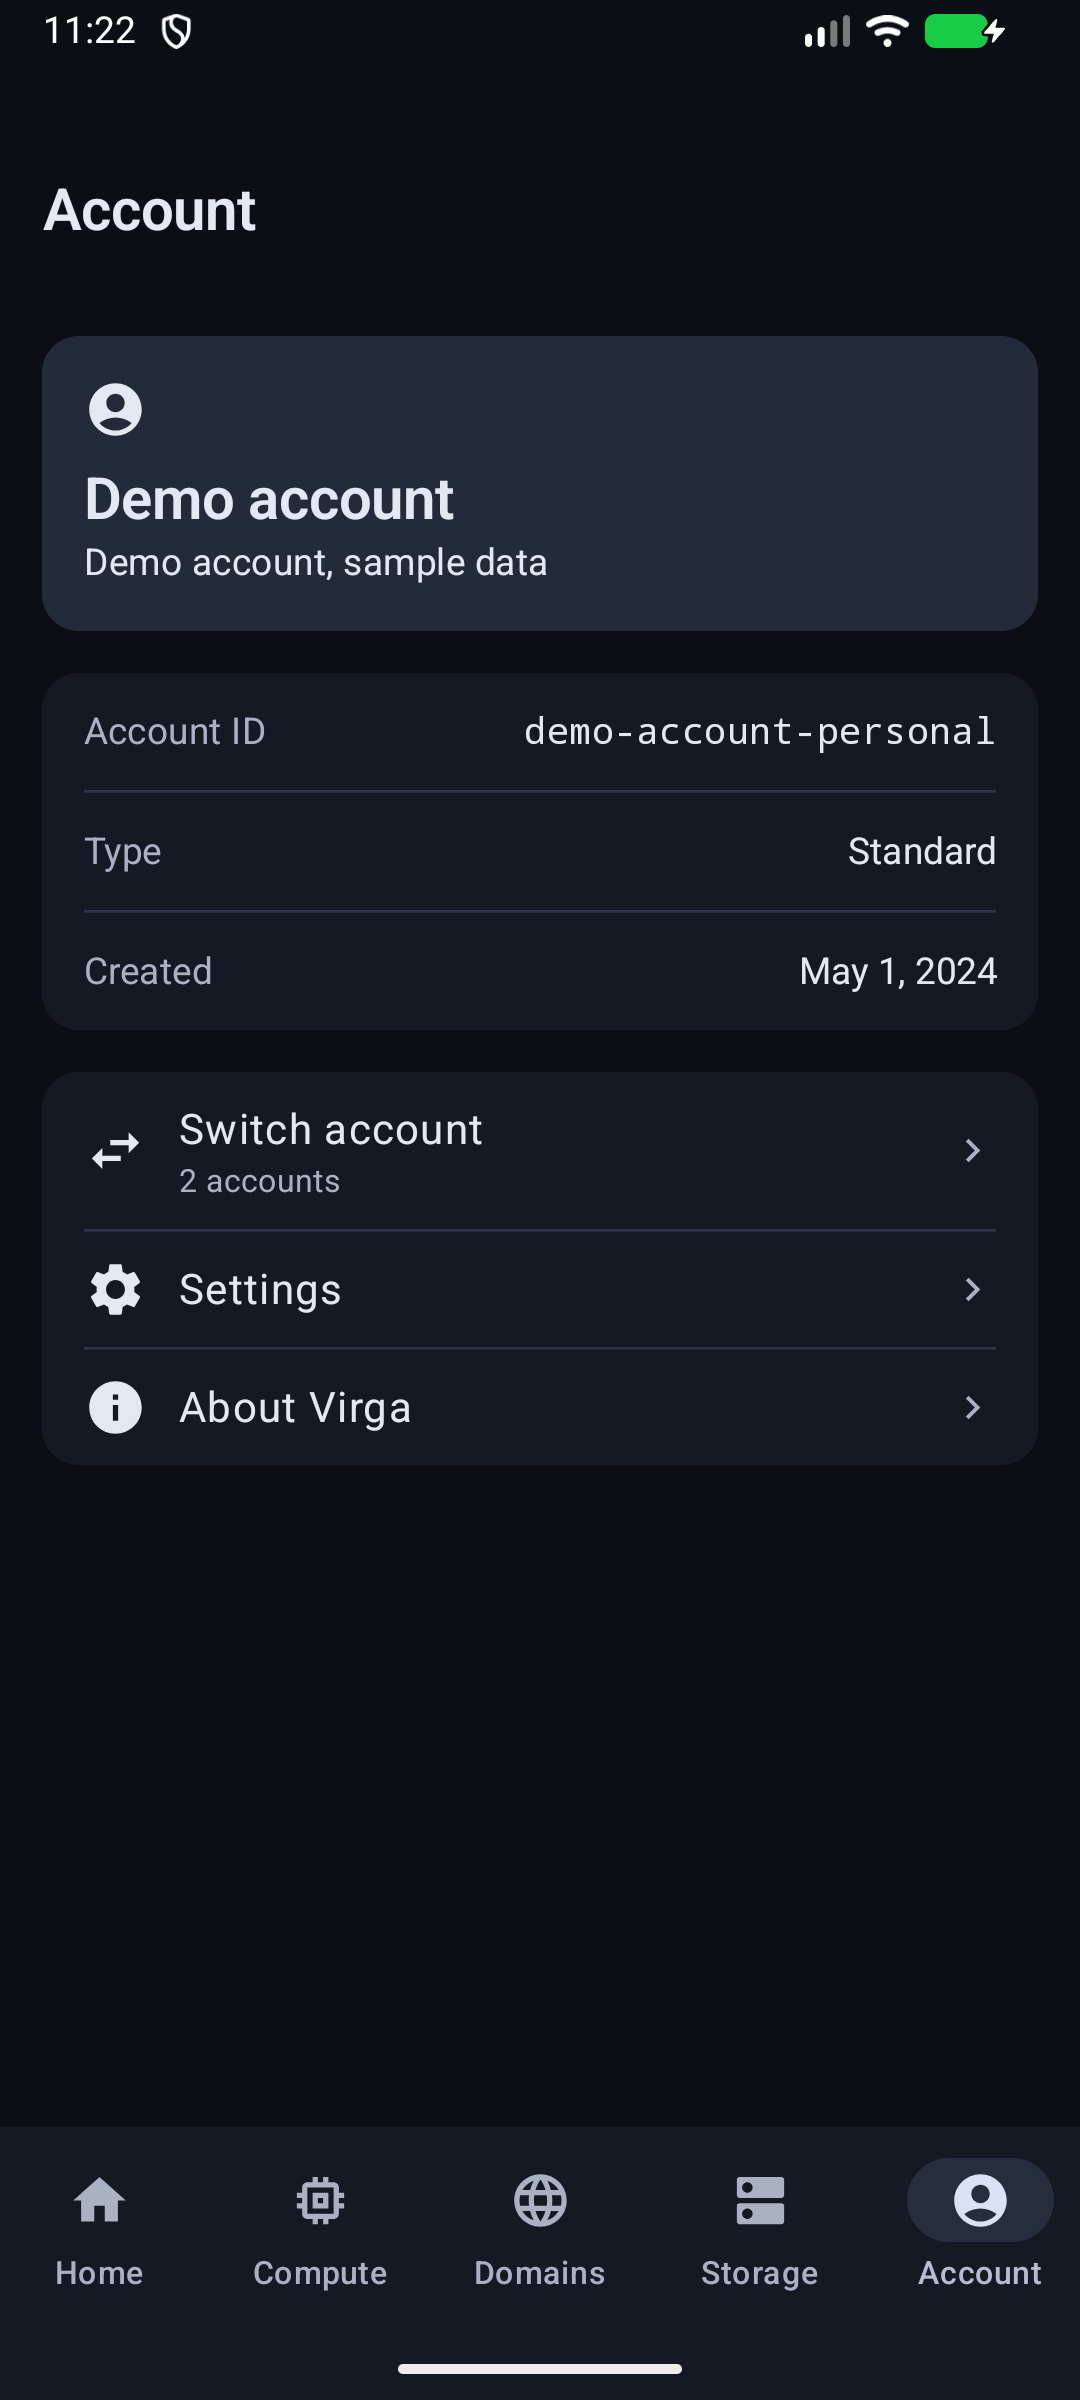 11:22
Account
Demo account
Demo account, sample data
Account ID demo-account-personal
Type Standard
Created May 1, 2024
Switch account
2 accounts
Settings
About Virga
Home Compute Domains Storage Account